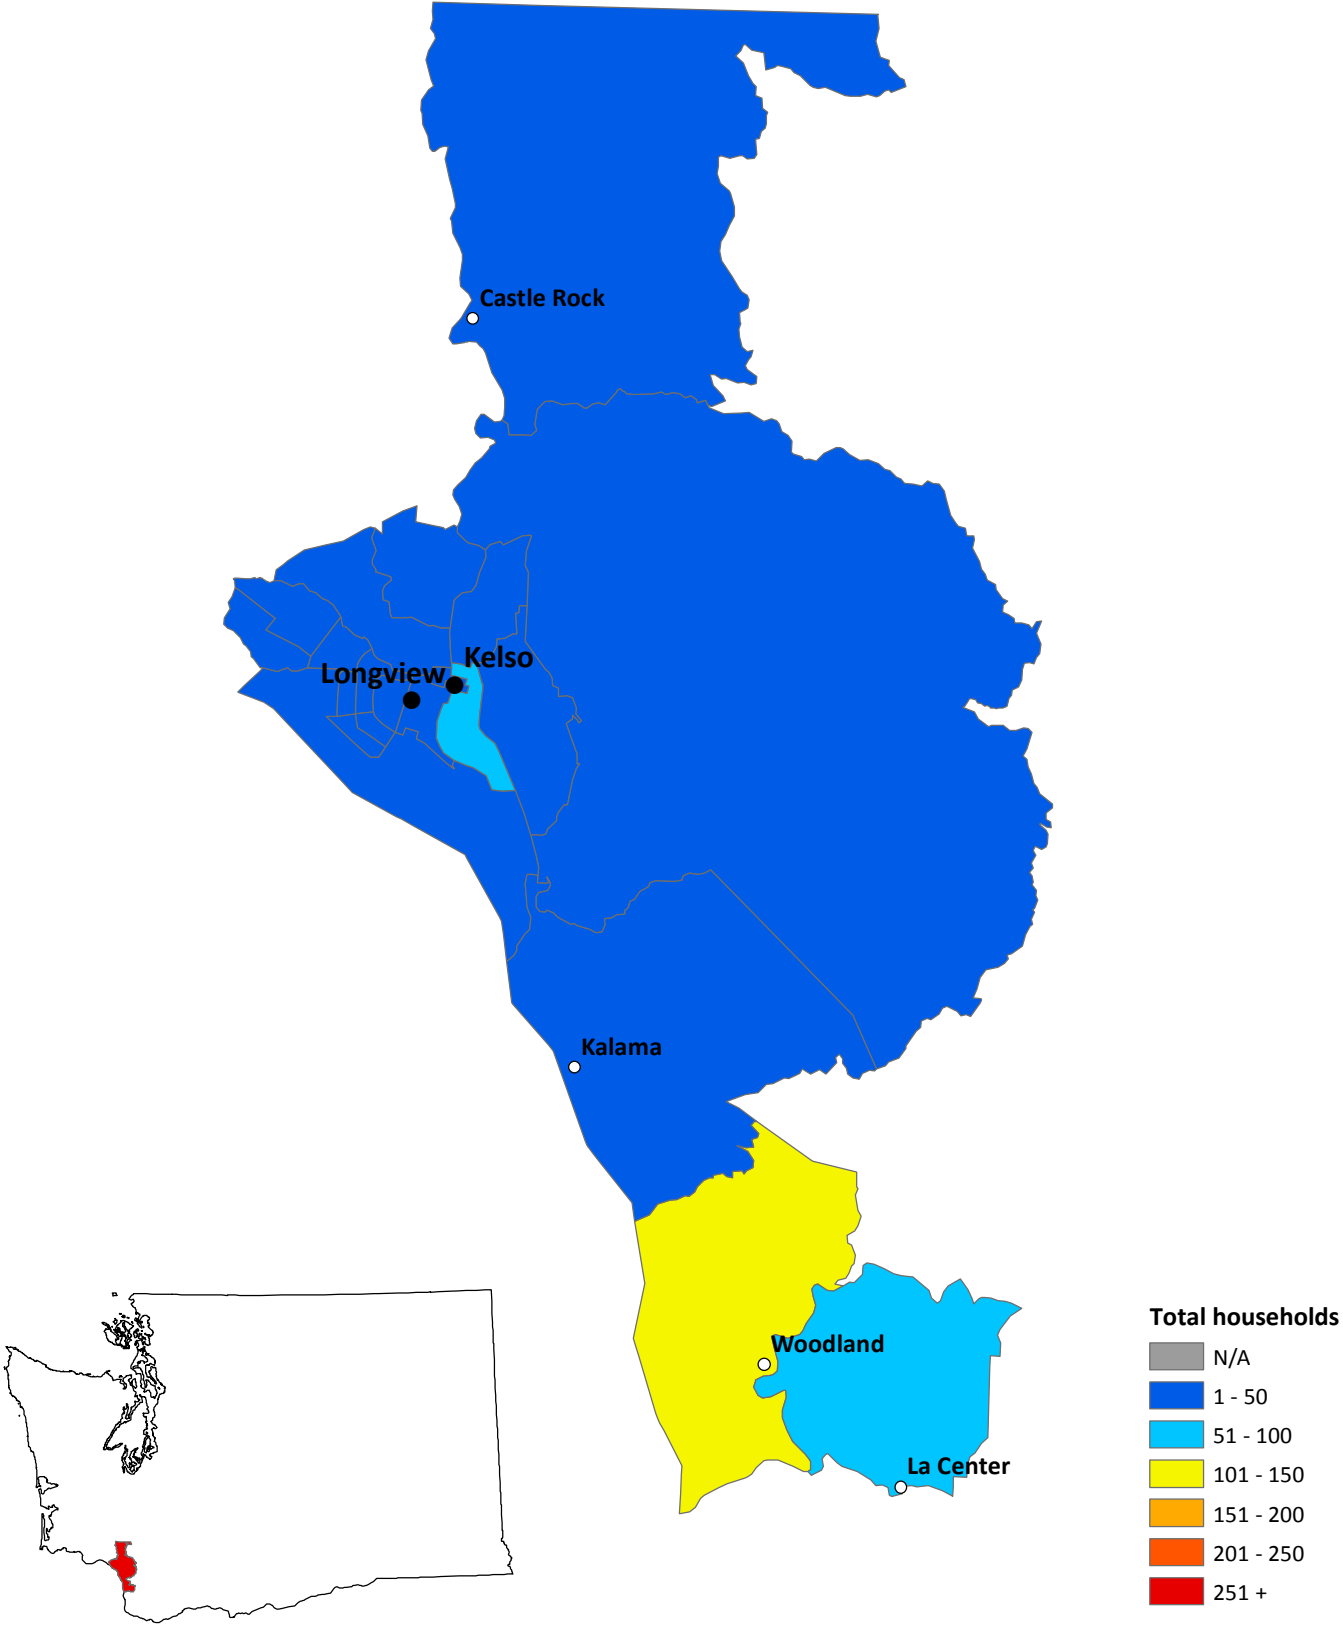 Castle Rock
Kelso
Longview
Kalama
Woodland
La Center
Total households
N/A
1 - 50
51 - 100
101 - 150
151 - 200
201 - 250
251 +